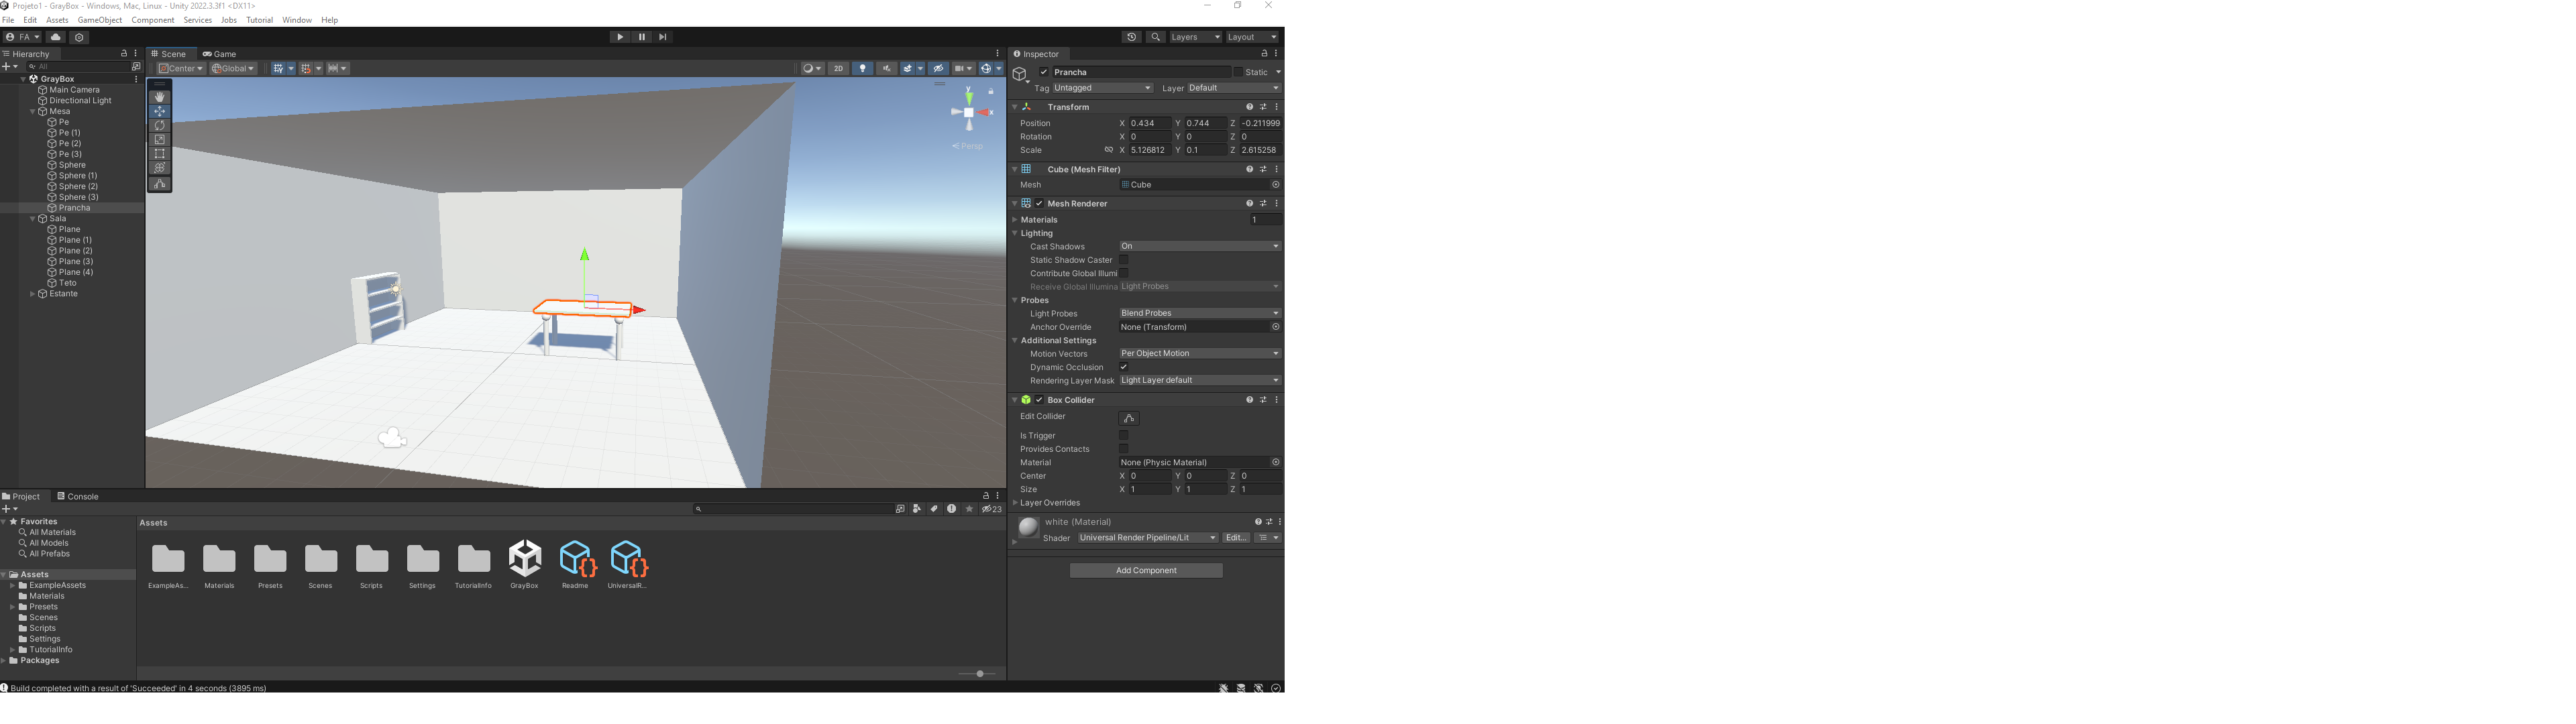 Projeto1 - GrayBox - Windows, Mac, Linux - Unity 2022.3.3f1 <DX11>
File Edit Assets GameObject Component Services Jobs Tutorial Window Help
FA
Layers Layout
Hierarchy
All
GrayBox
Main Camera
Directional Light
Mesa
Pe
Pe (1)
Pe (2)
Pe (3)
Sphere
Sphere (1)
Sphere (2)
Sphere (3)
Prancha
Sala
Plane
Plane (1)
Plane (2)
Plane (3)
Plane (4)
Teto
Estante
Scene Game
Center Global
2D
y
x
Persp
Inspector
Prancha Static
Tag Untagged Layer Default
Transform
Position X 0.434 Y 0.744 Z -0.211999
Rotation X 0 Y 0 Z 0
Scale X 5.126812 Y 0.1 Z 2.615258
Cube (Mesh Filter)
Mesh Cube
Mesh Renderer
Materials 1
Lighting
Cast Shadows On
Static Shadow Caster
Contribute Global Illumi
Receive Global Illumina Light Probes
Probes
Light Probes Blend Probes
Anchor Override None (Transform)
Additional Settings
Motion Vectors Per Object Motion
Dynamic Occlusion
Rendering Layer Mask Light Layer default
Box Collider
Edit Collider
Is Trigger
Provides Contacts
Material None (Physic Material)
Center X 0 Y 0 Z 0
Size X 1 Y 1 Z 1
Layer Overrides
white (Material)
Shader Universal Render Pipeline/Lit Edit...
Add Component
Project Console
23
Favorites
All Materials
All Models
All Prefabs
Assets
ExampleAssets
Materials
Presets
Scenes
Scripts
Settings
TutorialInfo
Packages
Assets
ExampleAs... Materials Presets Scenes Scripts Settings TutorialInfo GrayBox Readme UniversalR...
Build completed with a result of 'Succeeded' in 4 seconds (3895 ms)